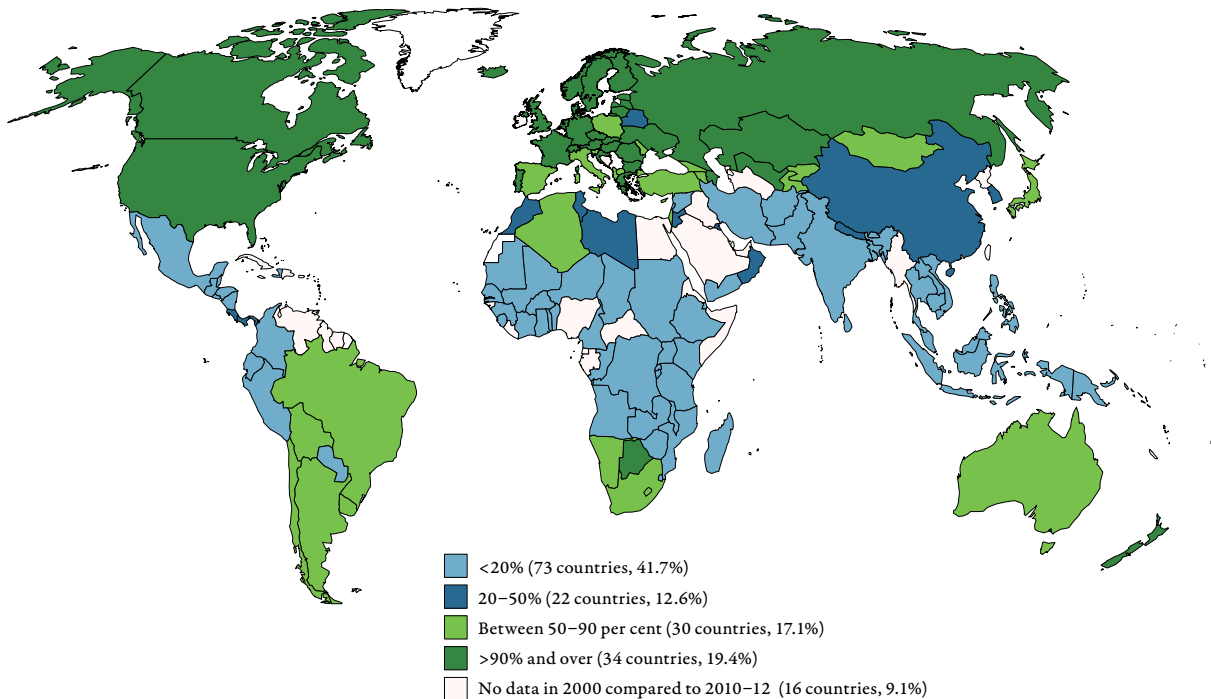 <20% (73 countries, 41.7%)
20–50% (22 countries, 12.6%)
Between 50–90 per cent (30 countries, 17.1%)
>90% and over (34 countries, 19.4%)
No data in 2000 compared to 2010–12 (16 countries, 9.1%)